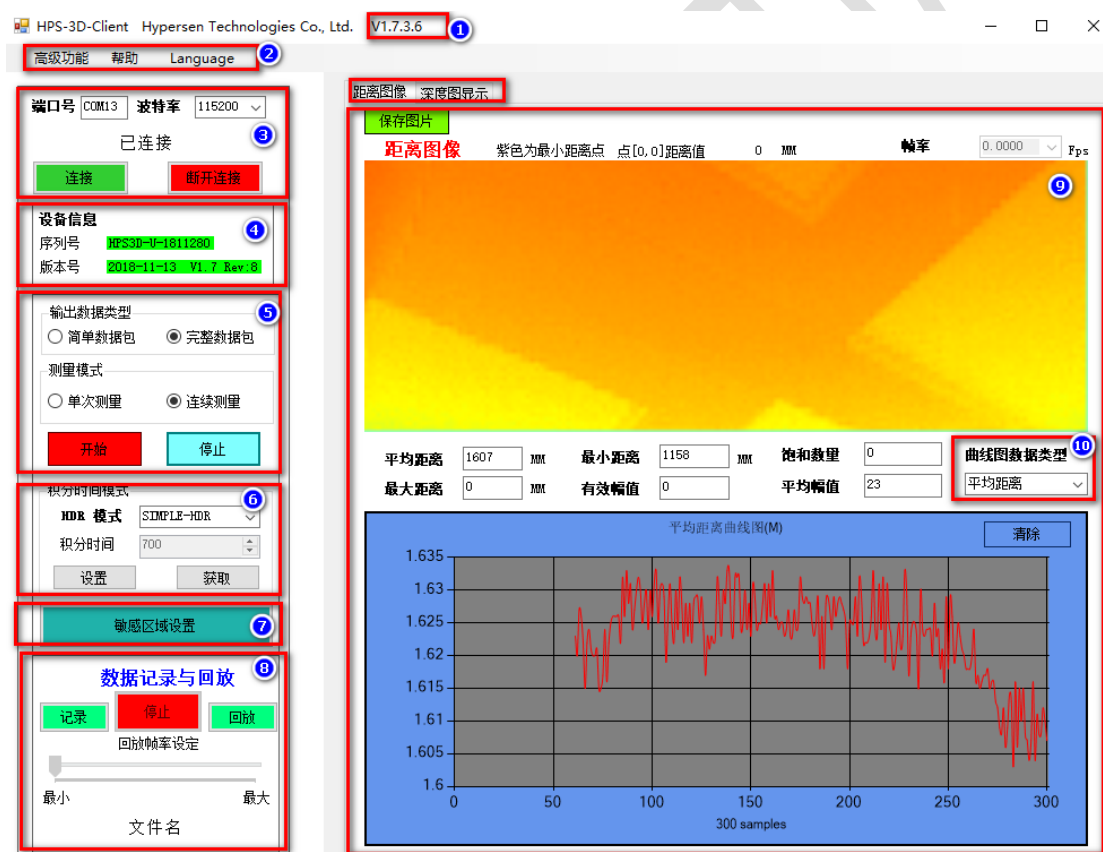 HPS-3D-Client Hypersen Technologies Co., Ltd. V1.7.3.6
1
高级功能 帮助 Language
2
端口号 COM13 波特率 115200
已连接
3
连接 断开连接
设备信息
序列号 HPS3D-U-1811280
版本号 2018-11-13 V1.7 Rev:8
4
输出数据类型
5
简单数据包 完整数据包
测量模式
单次测量 连续测量
开始 停止
积分时间模式
6
HDR 模式 SIMPLE-HDR
积分时间 700
设置 获取
敏感区域设置
7
数据记录与回放
8
记录 停止 回放
回放帧率设定
最小 最大
文件名
距离图像 深度图显示
保存图片
距离图像 紫色为最小距离点 点[0,0]距离值 0 MM 帧率 0.0000 Fps
9
平均距离 1607 MM 最小距离 1158 MM 饱和数量 0 曲线图数据类型
10
最大距离 0 MM 有效幅值 0 平均幅值 23 平均距离
平均距离曲线图(M)
清除
1.635
1.63
1.625
1.62
1.615
1.61
1.605
1.6
0 50 100 150 200 250 300
300 samples